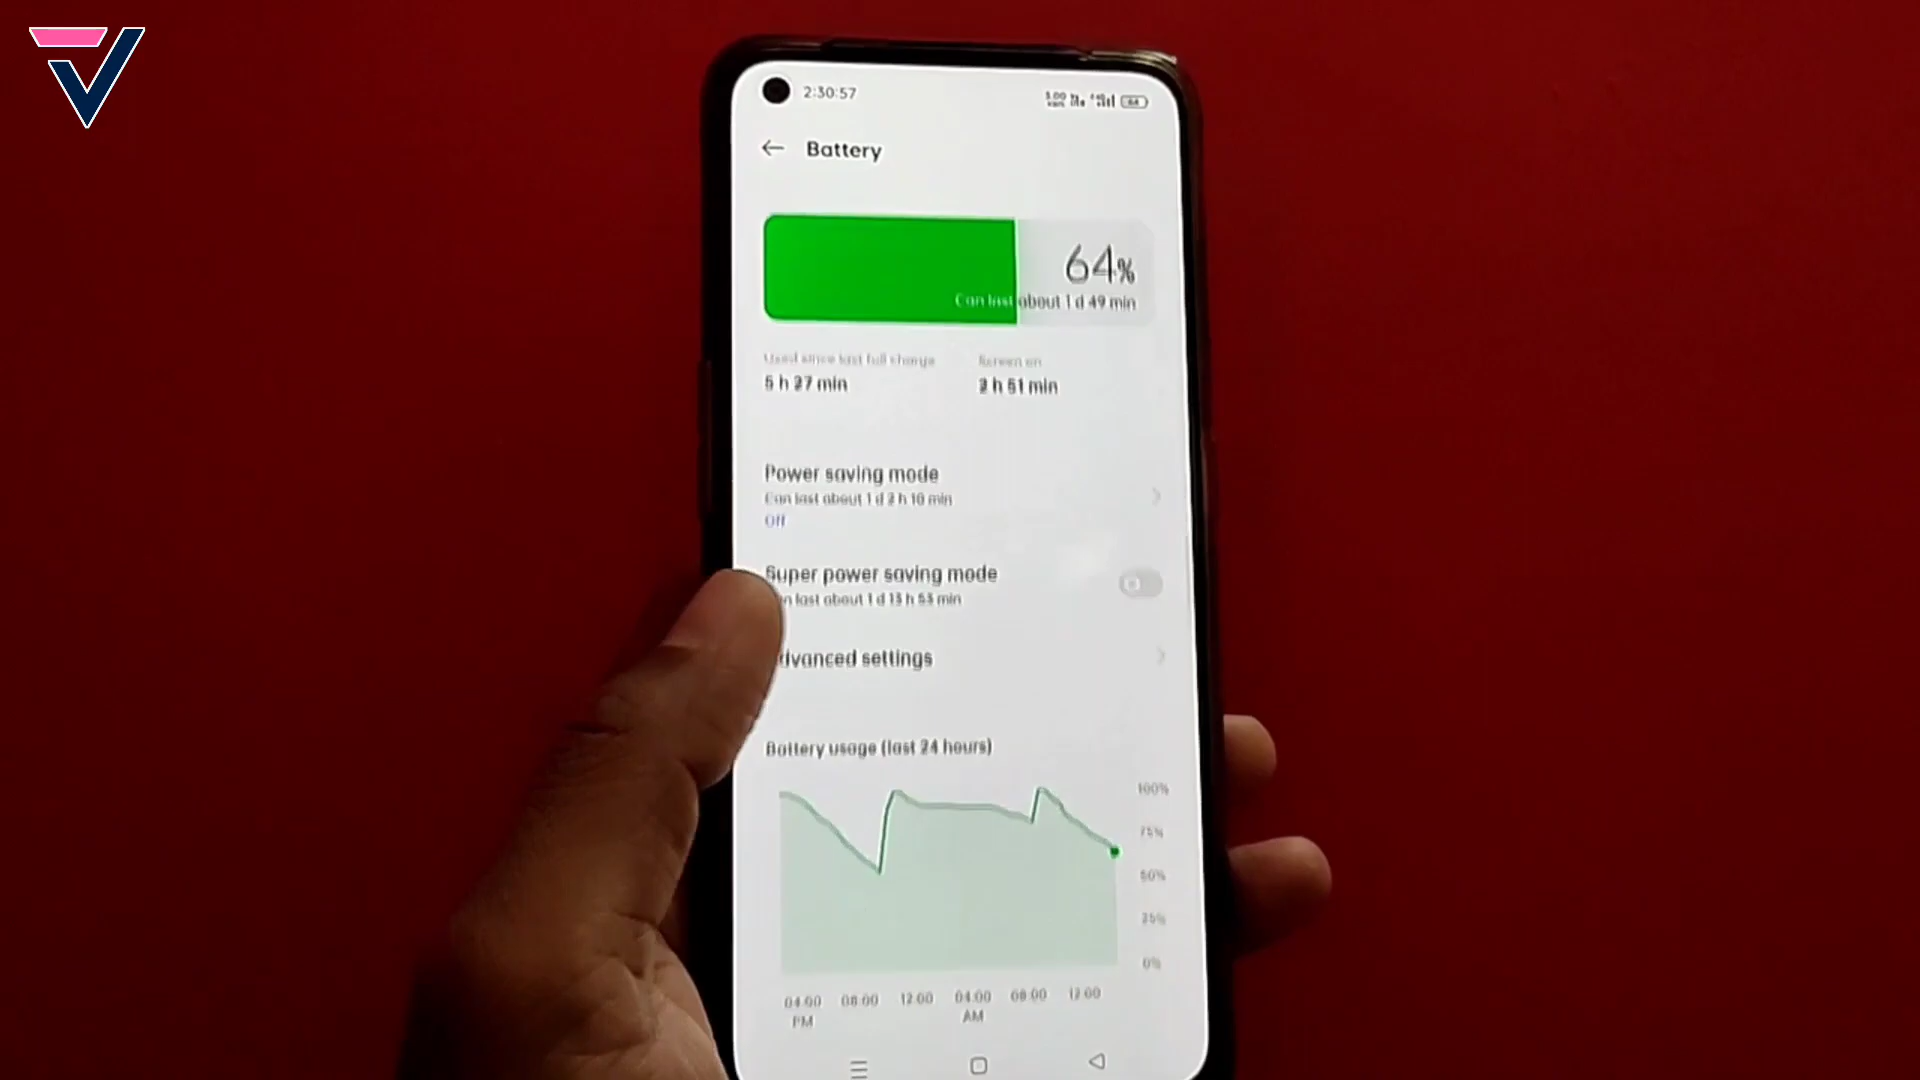 2:30:57
64
Battery
64%
Can last about 1 d 49 min
Used since last full charge
Screen on
5 h 27 min
2 h 51 min
Power saving mode
Can last about 1 d 2 h 10 min
Off
Super power saving mode
last about 1 d 13 h 53 min
dvanced settings
Battery usage (last 24 hours)
100%
75%
50%
25%
0%
04:00 08:00 12:00 04:00 08:00 12:00
PM AM